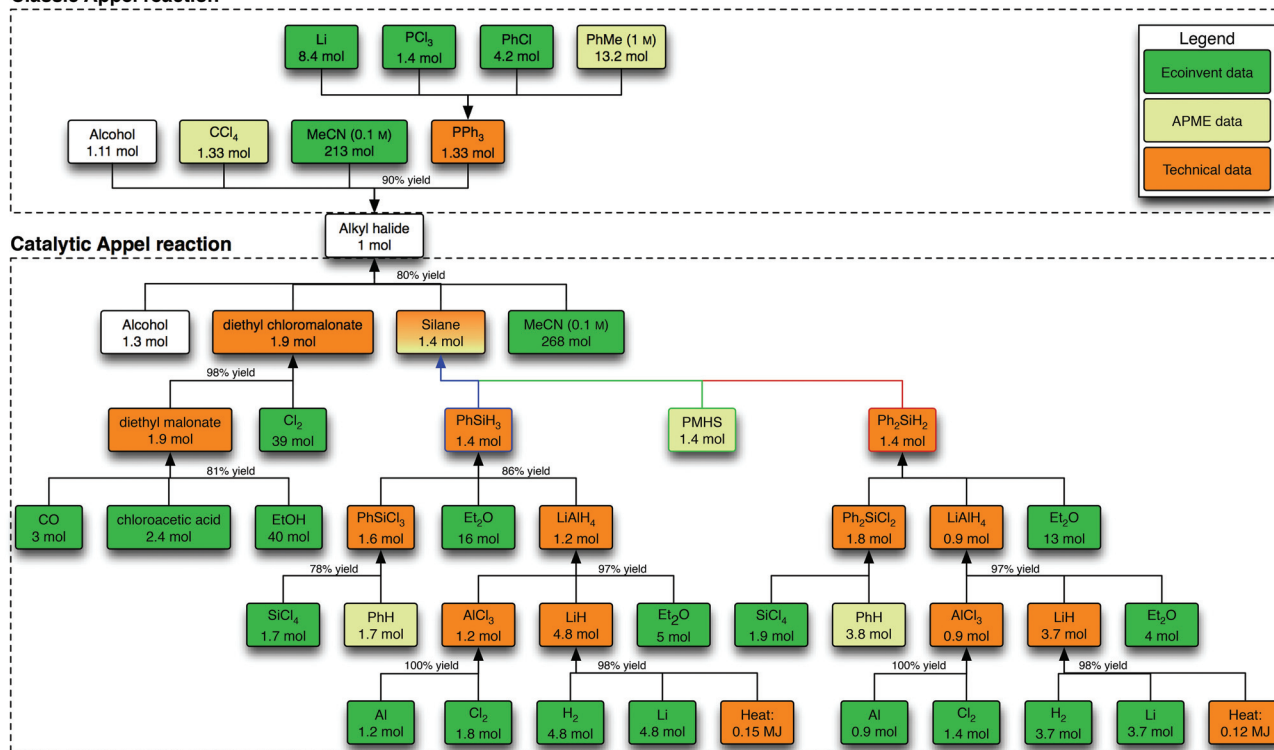 Classic Appel reaction
Li
8.4 mol
PCl3
1.4 mol
PhCl
4.2 mol
PhMe (1 M)
13.2 mol
Legend
Ecoinvent data
APME data
Technical data
Alcohol
1.11 mol
CCl4
1.33 mol
MeCN (0.1 M)
213 mol
PPh3
1.33 mol
90% yield
Alkyl halide
1 mol
Catalytic Appel reaction
80% yield
Alcohol
1.3 mol
diethyl chloromalonate
1.9 mol
Silane
1.4 mol
MeCN (0.1 M)
268 mol
98% yield
diethyl malonate
1.9 mol
Cl2
39 mol
PhSiH3
1.4 mol
PMHS
1.4 mol
Ph2SiH2
1.4 mol
81% yield
86% yield
CO
3 mol
chloroacetic acid
2.4 mol
EtOH
40 mol
PhSiCl3
1.6 mol
Et2O
16 mol
LiAlH4
1.2 mol
Ph2SiCl2
1.8 mol
LiAlH4
0.9 mol
Et2O
13 mol
78% yield
97% yield
97% yield
SiCl4
1.7 mol
PhH
1.7 mol
AlCl3
1.2 mol
LiH
4.8 mol
Et2O
5 mol
SiCl4
1.9 mol
PhH
3.8 mol
AlCl3
0.9 mol
LiH
3.7 mol
Et2O
4 mol
100% yield
98% yield
100% yield
98% yield
Al
1.2 mol
Cl2
1.8 mol
H2
4.8 mol
Li
4.8 mol
Heat:
0.15 MJ
Al
0.9 mol
Cl2
1.4 mol
H2
3.7 mol
Li
3.7 mol
Heat:
0.12 MJ